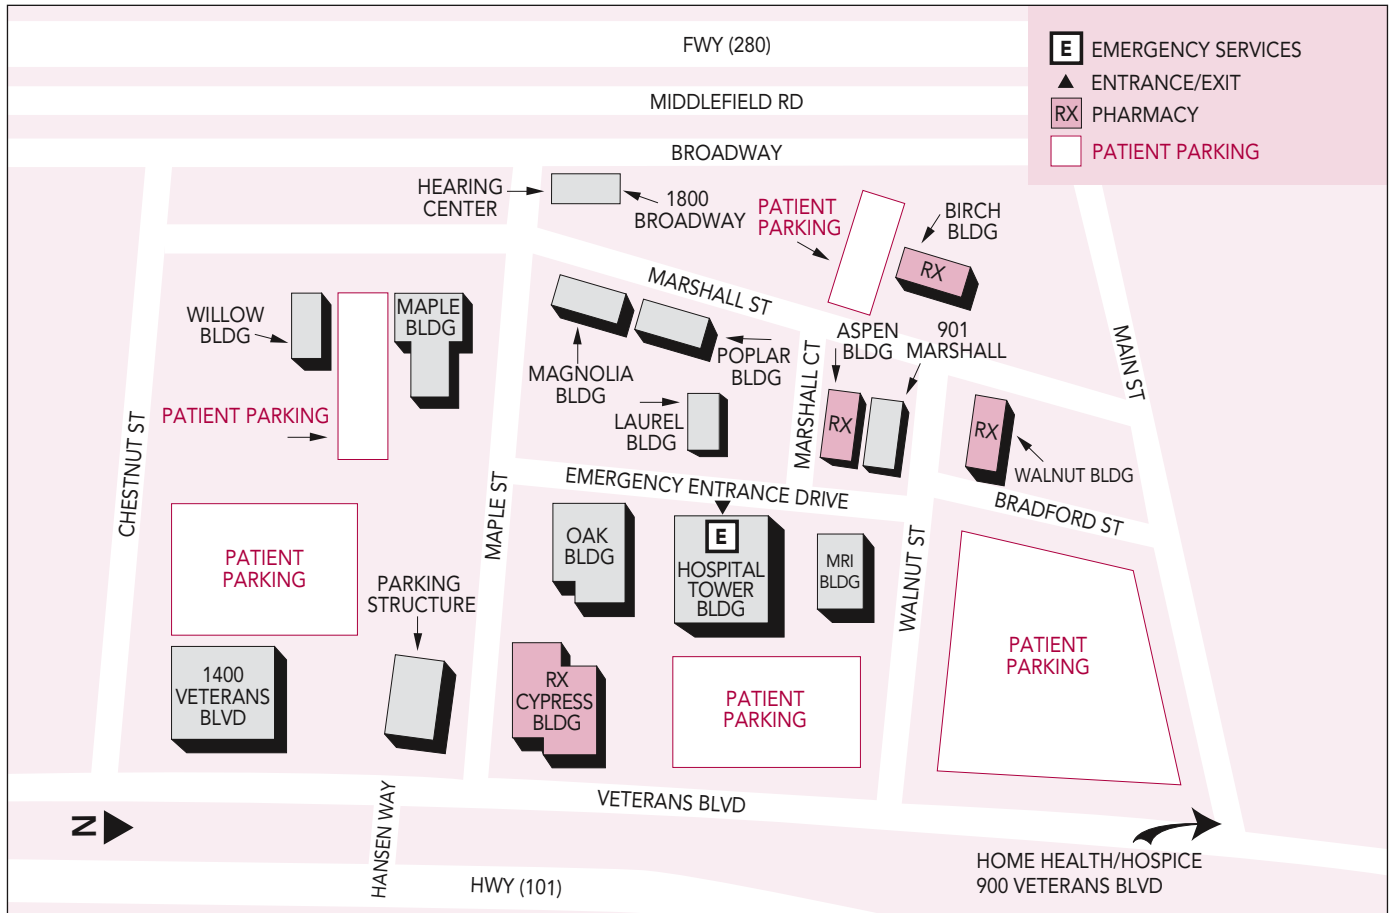 FWY (280)
MIDDLEFIELD RD
BROADWAY
E EMERGENCY SERVICES
ENTRANCE/EXIT
RX PHARMACY
PATIENT PARKING
HEARING
CENTER
1800
BROADWAY
PATIENT
PARKING
BIRCH
BLDG
RX
MARSHALL ST
WILLOW
BLDG
MAPLE
BLDG
MAGNOLIA
BLDG
POPLAR
BLDG
LAUREL
BLDG
MARSHALL CT
ASPEN
BLDG
901
MARSHALL
RX
RX
WALNUT BLDG
MAIN ST
PATIENT PARKING
CHESTNUT ST
MAPLE ST
EMERGENCY ENTRANCE DRIVE
BRADFORD ST
WALNUT ST
PATIENT
PARKING
OAK
BLDG
E
HOSPITAL
TOWER
BLDG
MRI
BLDG
PARKING
STRUCTURE
1400
VETERANS
BLVD
RX
CYPRESS
BLDG
PATIENT
PARKING
PATIENT
PARKING
VETERANS BLVD
N
HANSEN WAY
HWY (101)
HOME HEALTH/HOSPICE
900 VETERANS BLVD